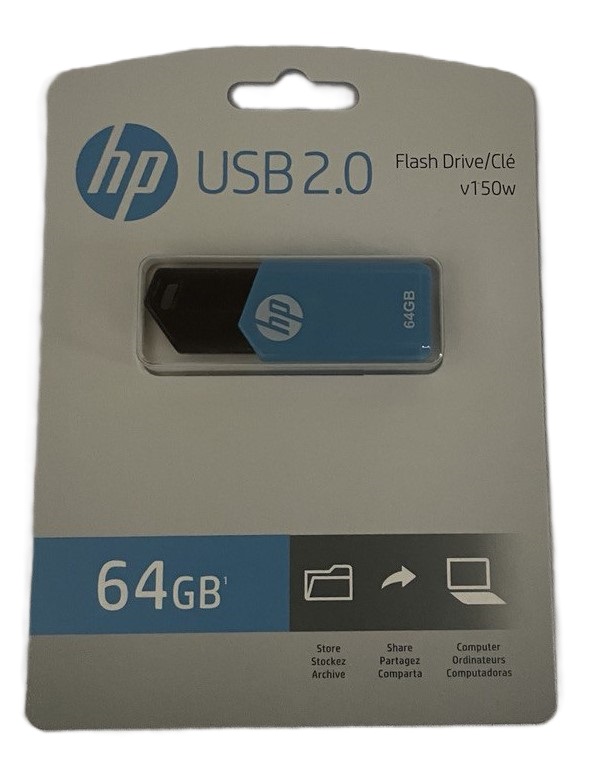 hp
USB 2.0
Flash Drive/Clé
v150w
hp
64GB
64GB¹
Store
Stockez
Archive
Share
Partagez
Comparta
Computer
Ordinateurs
Computadoras